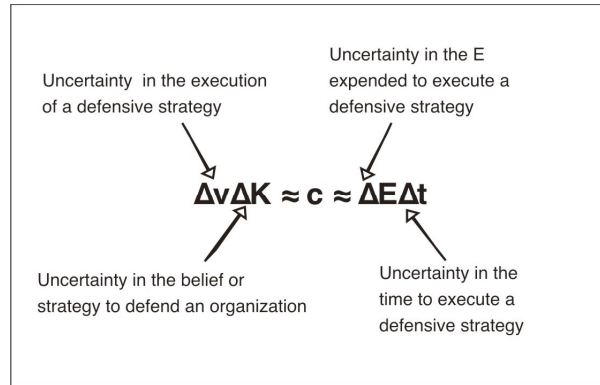 Uncertainty in the execution
of a defensive strategy
Uncertainty in the E
expended to execute a
defensive strategy
ΔvΔK ≈ c ≈ ΔEΔt
Uncertainty in the belief or
strategy to defend an organization
Uncertainty in the
time to execute a
defensive strategy